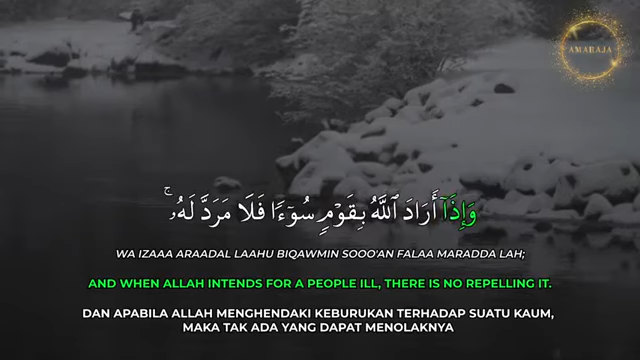 AMARAJA
وَإِذَآ أَرَادَ ٱللَّهُ بِقَوْمٍۢ سُوٓءًۭا فَلَا مَرَدَّ لَهُۥ ۚ
WA IZAAA ARAADAL LAAHU BIQAWMIN SOOO'AN FALAA MARADDA LAH;
AND WHEN ALLAH INTENDS FOR A PEOPLE ILL, THERE IS NO REPELLING IT.
DAN APABILA ALLAH MENGHENDAKI KEBURUKAN TERHADAP SUATU KAUM,
MAKA TAK ADA YANG DAPAT MENOLAKNYA